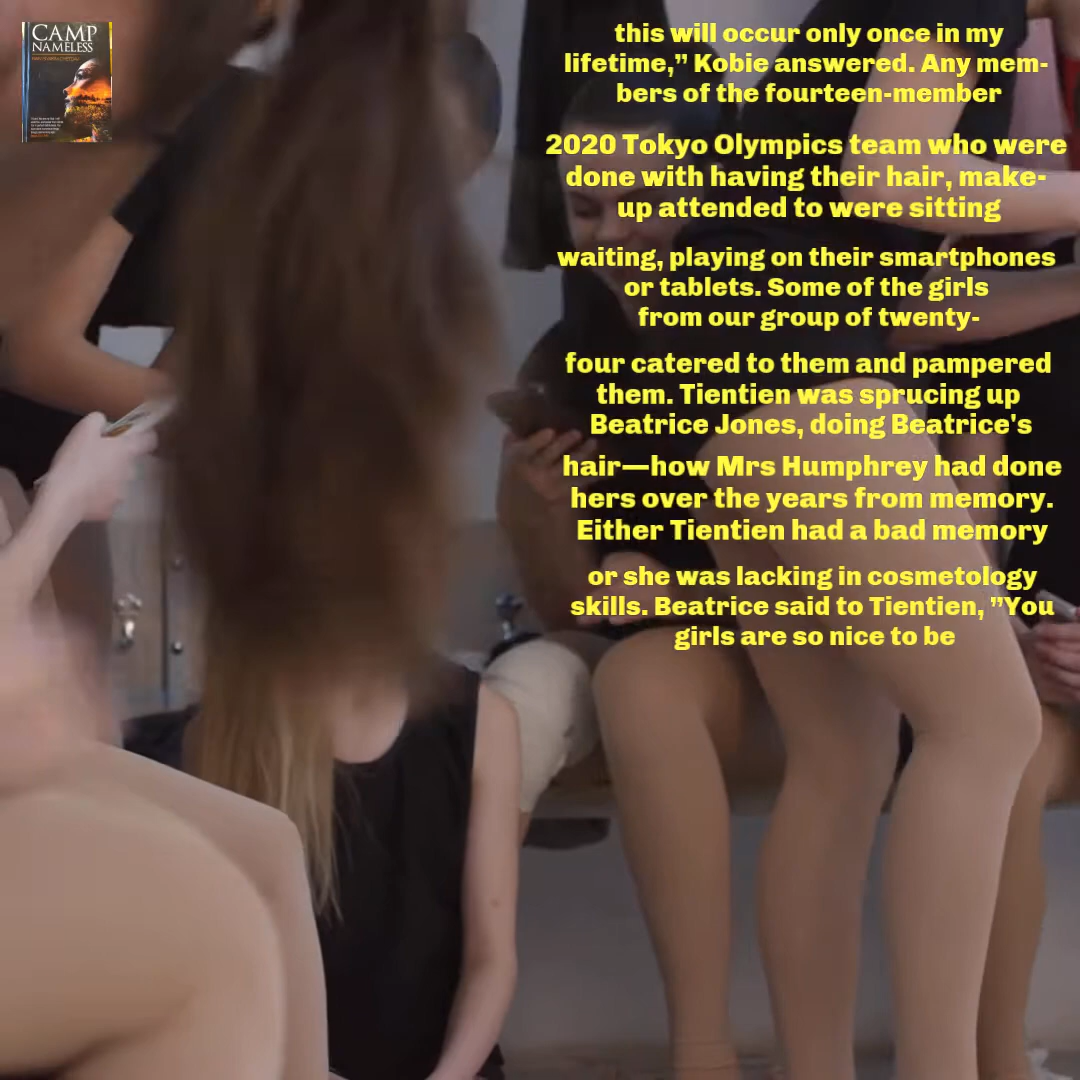 CAMP
NAMELESS
this will occur only once in my
lifetime,” Kobie answered. Any mem-
bers of the fourteen-member
2020 Tokyo Olympics team who were
done with having their hair, make-
up attended to were sitting
waiting, playing on their smartphones
or tablets. Some of the girls
from our group of twenty-
four catered to them and pampered
them. Tientien was sprucing up
Beatrice Jones, doing Beatrice's
hair—how Mrs Humphrey had done
hers over the years from memory.
Either Tientien had a bad memory
or she was lacking in cosmetology
skills. Beatrice said to Tientien, ”You
girls are so nice to be